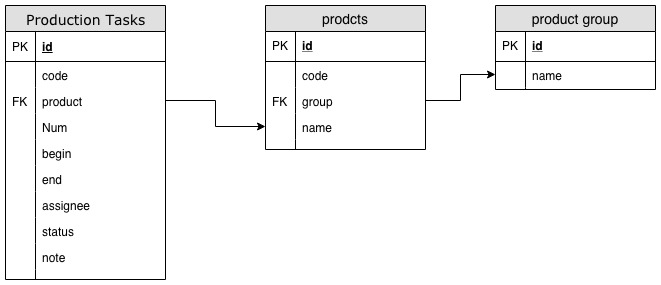 Production Tasks
PK id
code
FK product
Num
begin
end
assignee
status
note
prodcts
PK id
code
FK group
name
product group
PK id
name